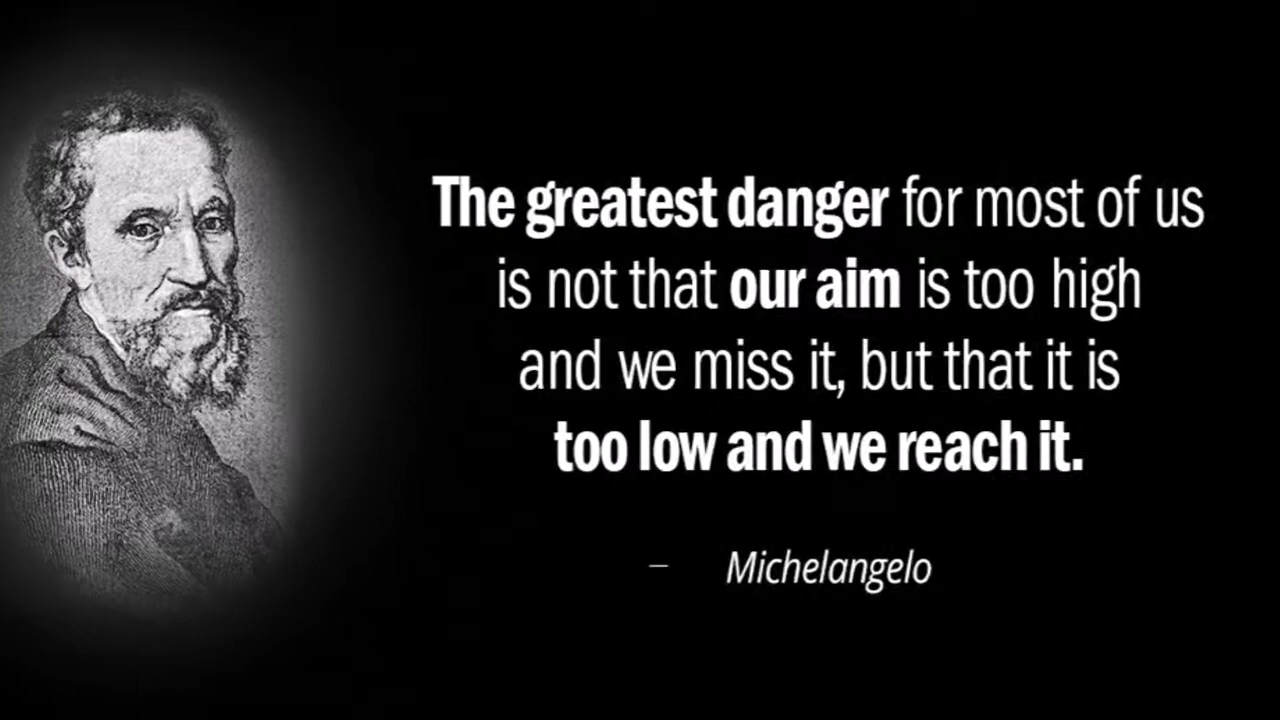 The greatest danger for most of us
is not that our aim is too high
and we miss it, but that it is
too low and we reach it.
– Michelangelo